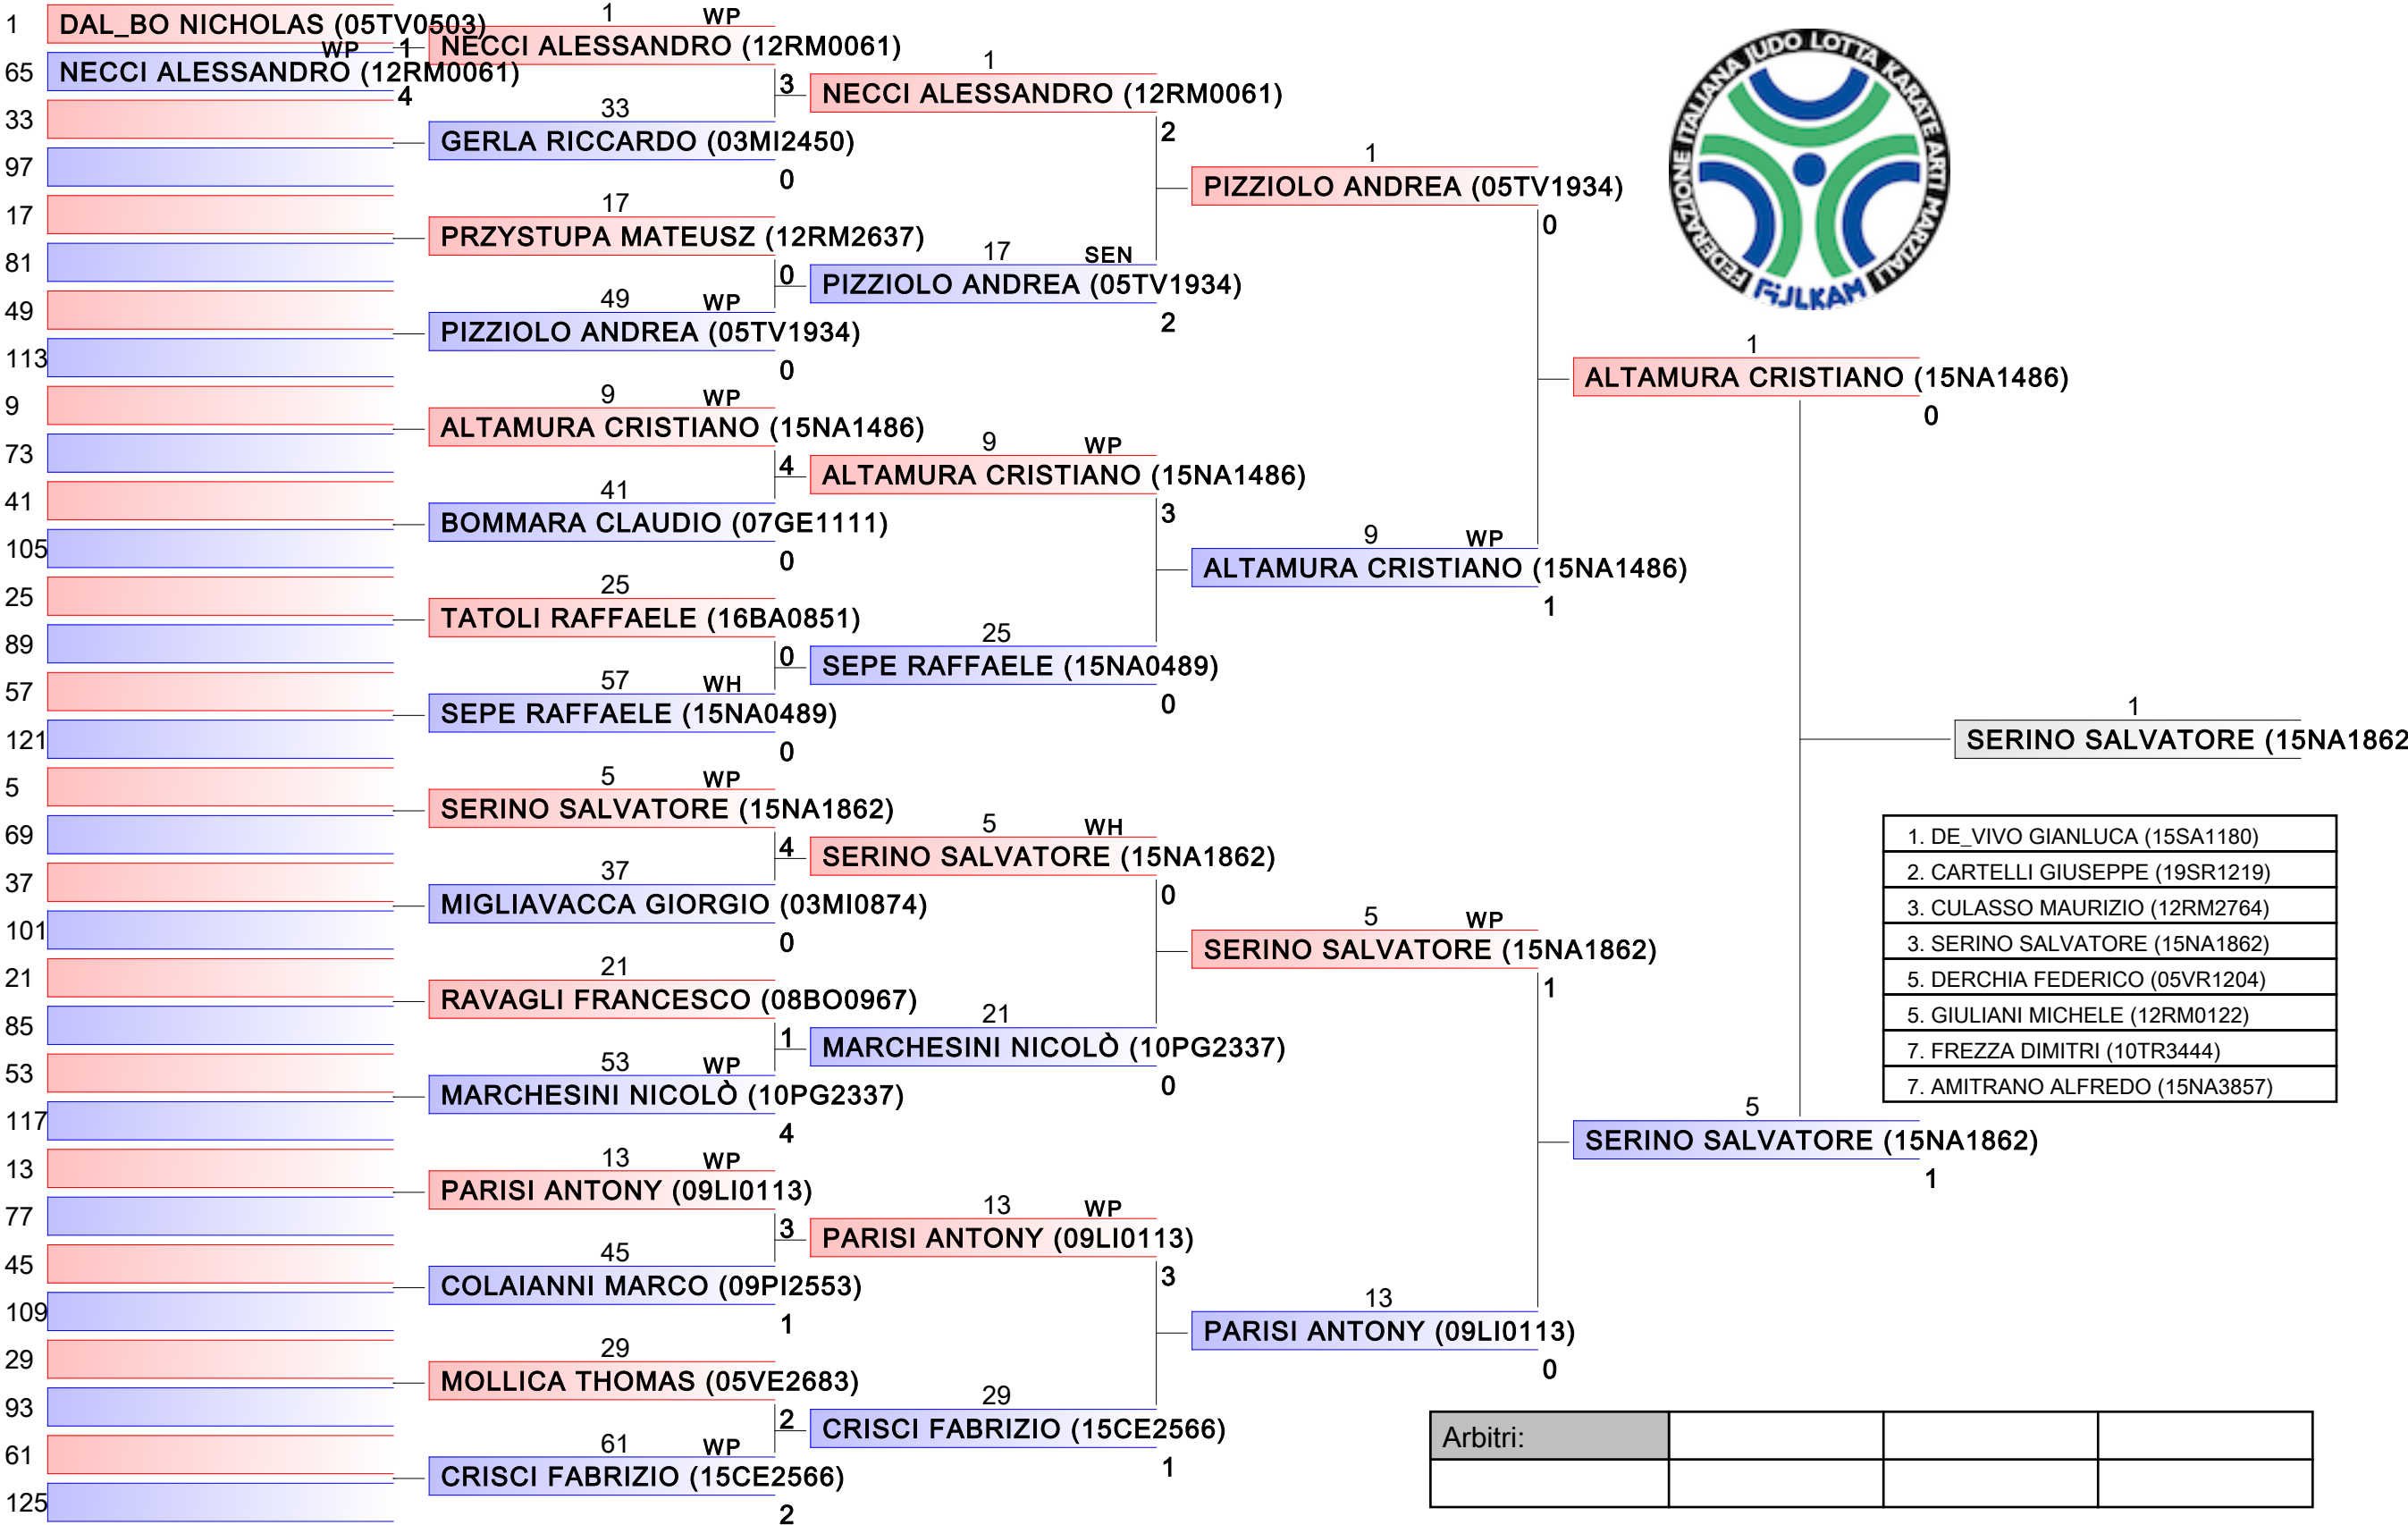 1 DAL_BO NICHOLAS (05TV0503)
WP 1
65 NECCI ALESSANDRO (12RM0061)
4
33
97
17
81
49
113
9
73
41
105
25
89
57
121
5
69
37
101
21
85
53
117
13
77
45
109
29
93
61
125
1 WP
NECCI ALESSANDRO (12RM0061)
3
33
GERLA RICCARDO (03MI2450)
0
17
PRZYSTUPA MATEUSZ (12RM2637)
0
49 WP
PIZZIOLO ANDREA (05TV1934)
0
9 WP
ALTAMURA CRISTIANO (15NA1486)
4
41
BOMMARA CLAUDIO (07GE1111)
0
25
TATOLI RAFFAELE (16BA0851)
0
57 WH
SEPE RAFFAELE (15NA0489)
0
5 WP
SERINO SALVATORE (15NA1862)
4
37
MIGLIAVACCA GIORGIO (03MI0874)
0
21
RAVAGLI FRANCESCO (08BO0967)
1
53 WP
MARCHESINI NICOLÒ (10PG2337)
4
13 WP
PARISI ANTONY (09LI0113)
3
45
COLAIANNI MARCO (09PI2553)
1
29
MOLLICA THOMAS (05VE2683)
2
61 WP
CRISCI FABRIZIO (15CE2566)
2
1
NECCI ALESSANDRO (12RM0061)
2
17 SEN
PIZZIOLO ANDREA (05TV1934)
2
9 WP
ALTAMURA CRISTIANO (15NA1486)
3
25
SEPE RAFFAELE (15NA0489)
0
5 WH
SERINO SALVATORE (15NA1862)
0
21
MARCHESINI NICOLÒ (10PG2337)
0
13 WP
PARISI ANTONY (09LI0113)
3
29
CRISCI FABRIZIO (15CE2566)
1
1
PIZZIOLO ANDREA (05TV1934)
0
9 WP
ALTAMURA CRISTIANO (15NA1486)
1
5 WP
SERINO SALVATORE (15NA1862)
1
13
PARISI ANTONY (09LI0113)
0
FEDERAZIONE ITALIANA JUDO LOTTA KARATE ARTI MARZIALI
FIJLKAM
1
ALTAMURA CRISTIANO (15NA1486)
0
5
SERINO SALVATORE (15NA1862)
1
1
SERINO SALVATORE (15NA1862
1. DE_VIVO GIANLUCA (15SA1180)
2. CARTELLI GIUSEPPE (19SR1219)
3. CULASSO MAURIZIO (12RM2764)
3. SERINO SALVATORE (15NA1862)
5. DERCHIA FEDERICO (05VR1204)
5. GIULIANI MICHELE (12RM0122)
7. FREZZA DIMITRI (10TR3444)
7. AMITRANO ALFREDO (15NA3857)
Arbitri: